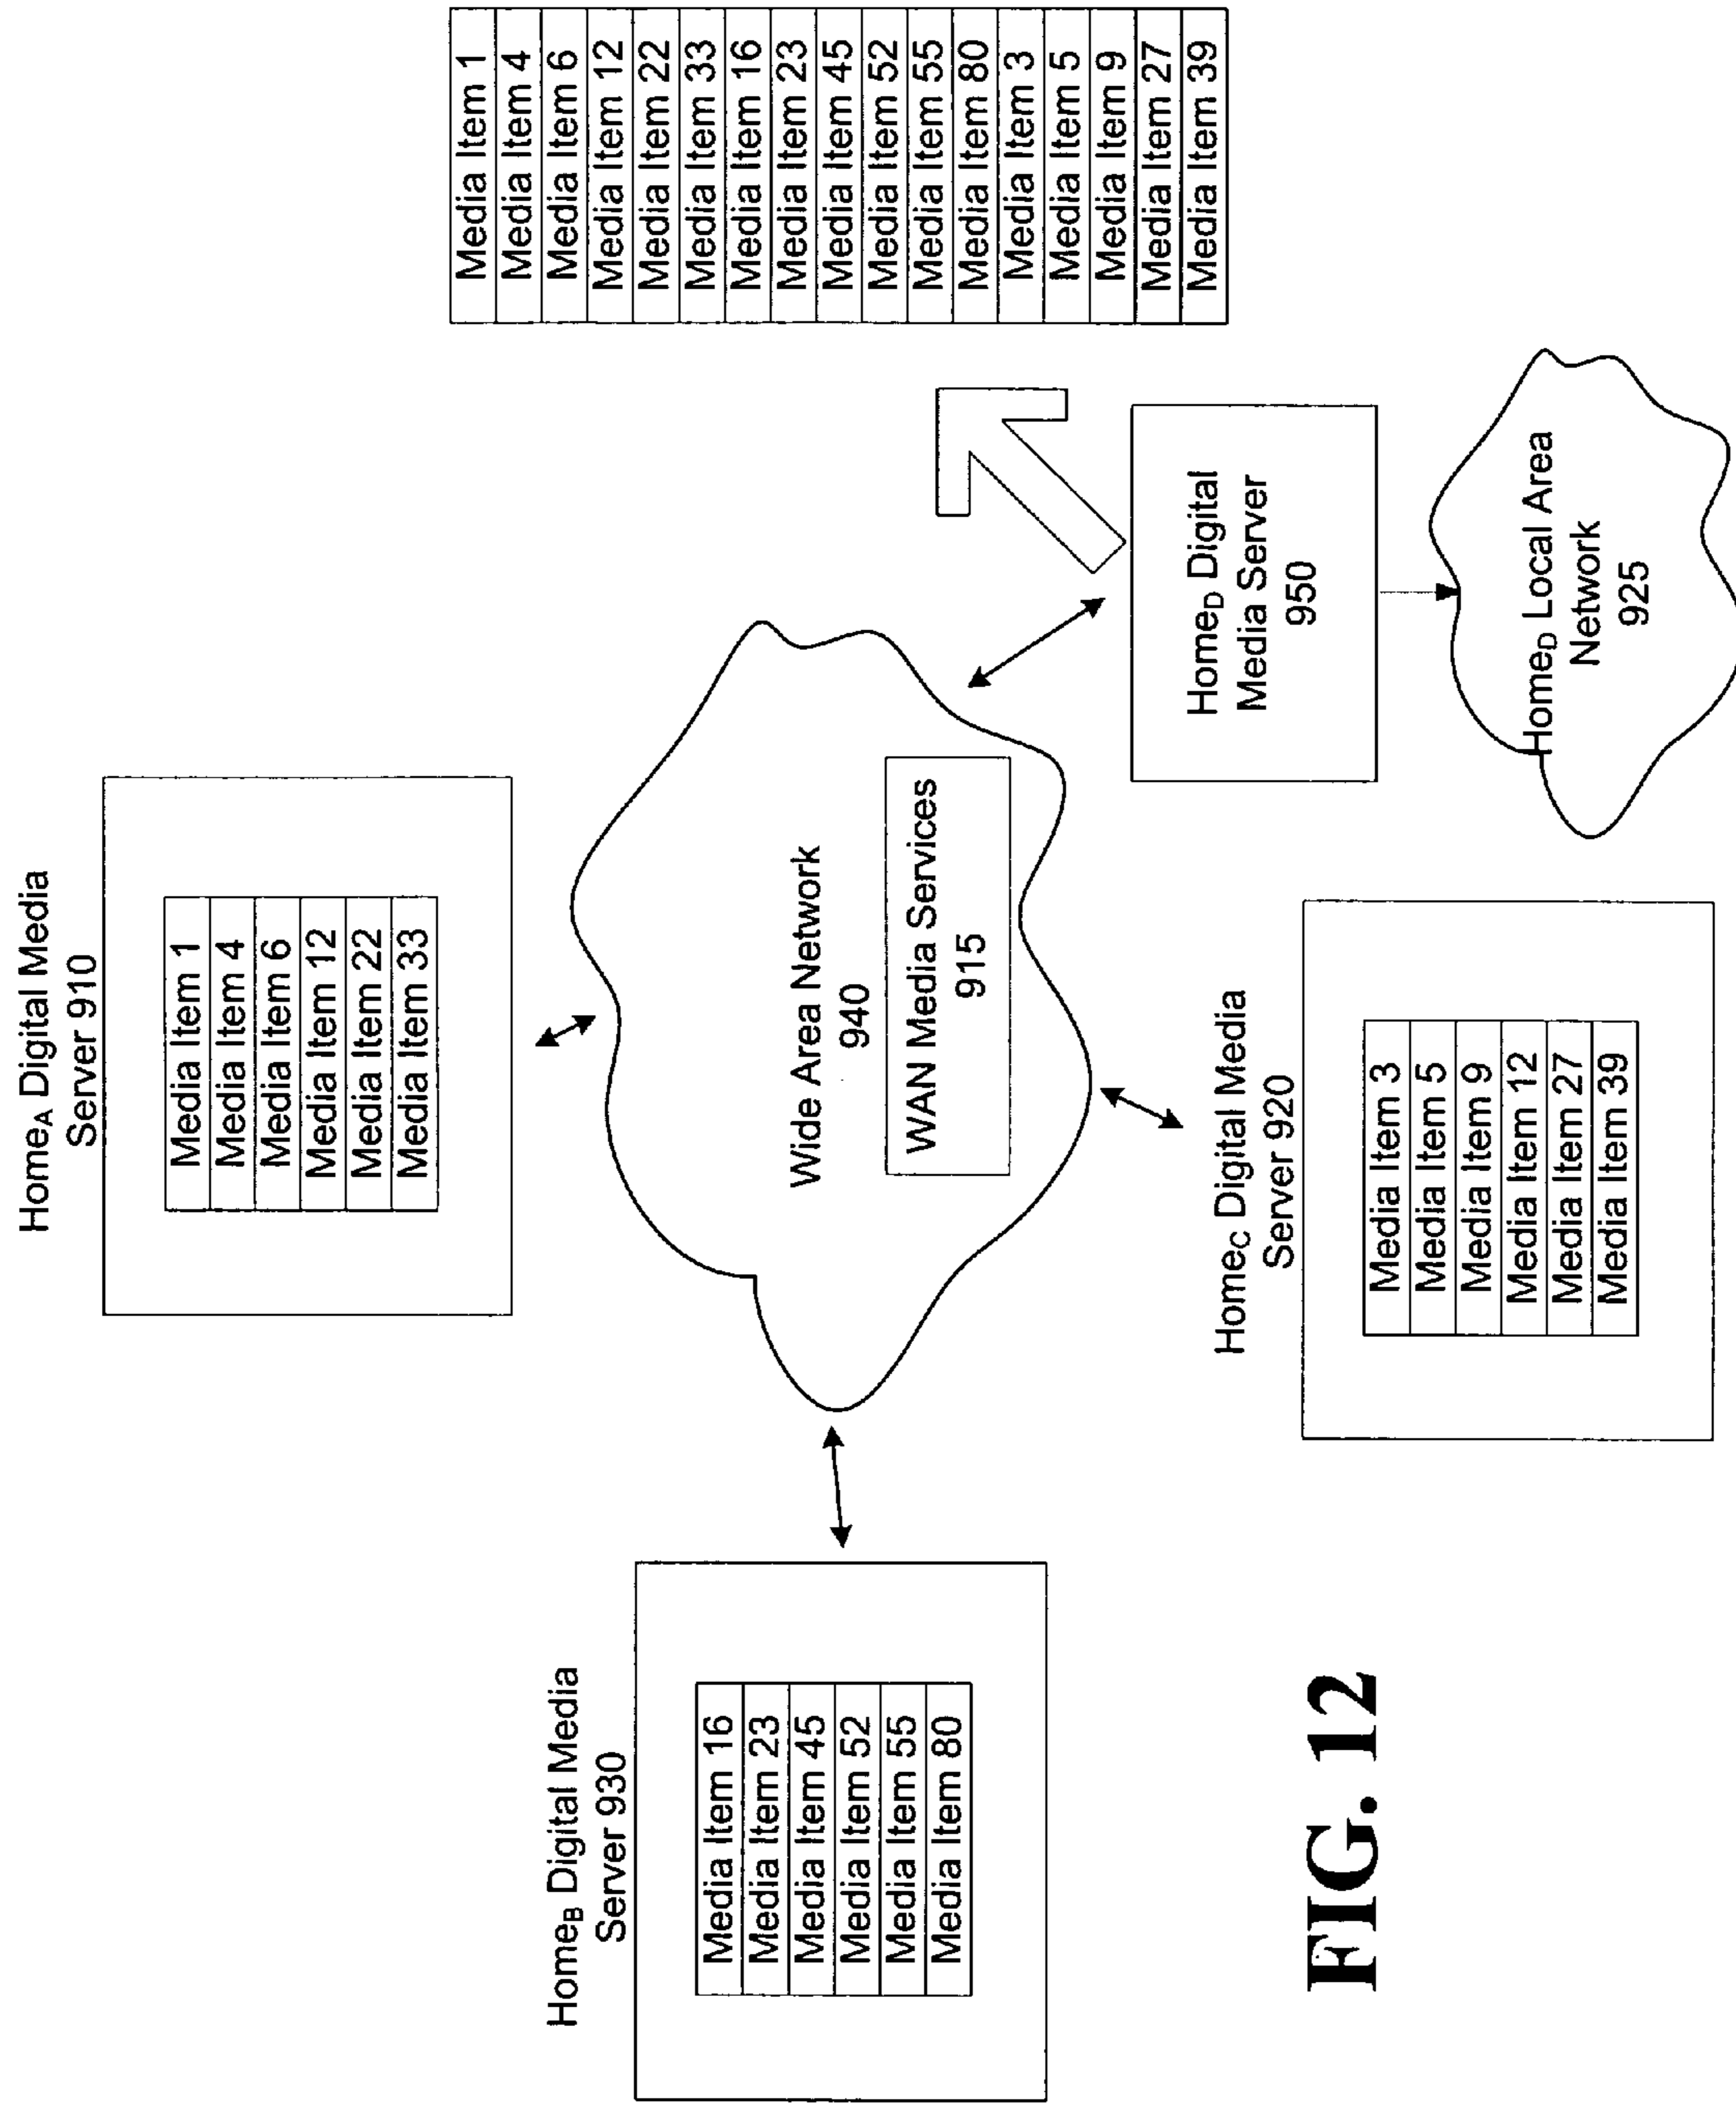 Home_A Digital Media
Server 910
Media Item 1
Media Item 4
Media Item 6
Media Item 12
Media Item 22
Media Item 33
Media Item 1
Media Item 4
Media Item 6
Media Item 12
Media Item 22
Media Item 33
Media Item 16
Media Item 23
Media Item 45
Media Item 52
Media Item 55
Media Item 80
Media Item 3
Media Item 5
Media Item 9
Media Item 27
Media Item 39
Home_B Digital Media
Server 930
Media Item 16
Media Item 23
Media Item 45
Media Item 52
Media Item 55
Media Item 80
Wide Area Network
940
WAN Media Services
915
Home_C Digital Media
Server 920
Media Item 3
Media Item 5
Media Item 9
Media Item 12
Media Item 27
Media Item 39
Home_D Digital
Media Server
950
Home_D Local Area
Network
925
FIG. 12